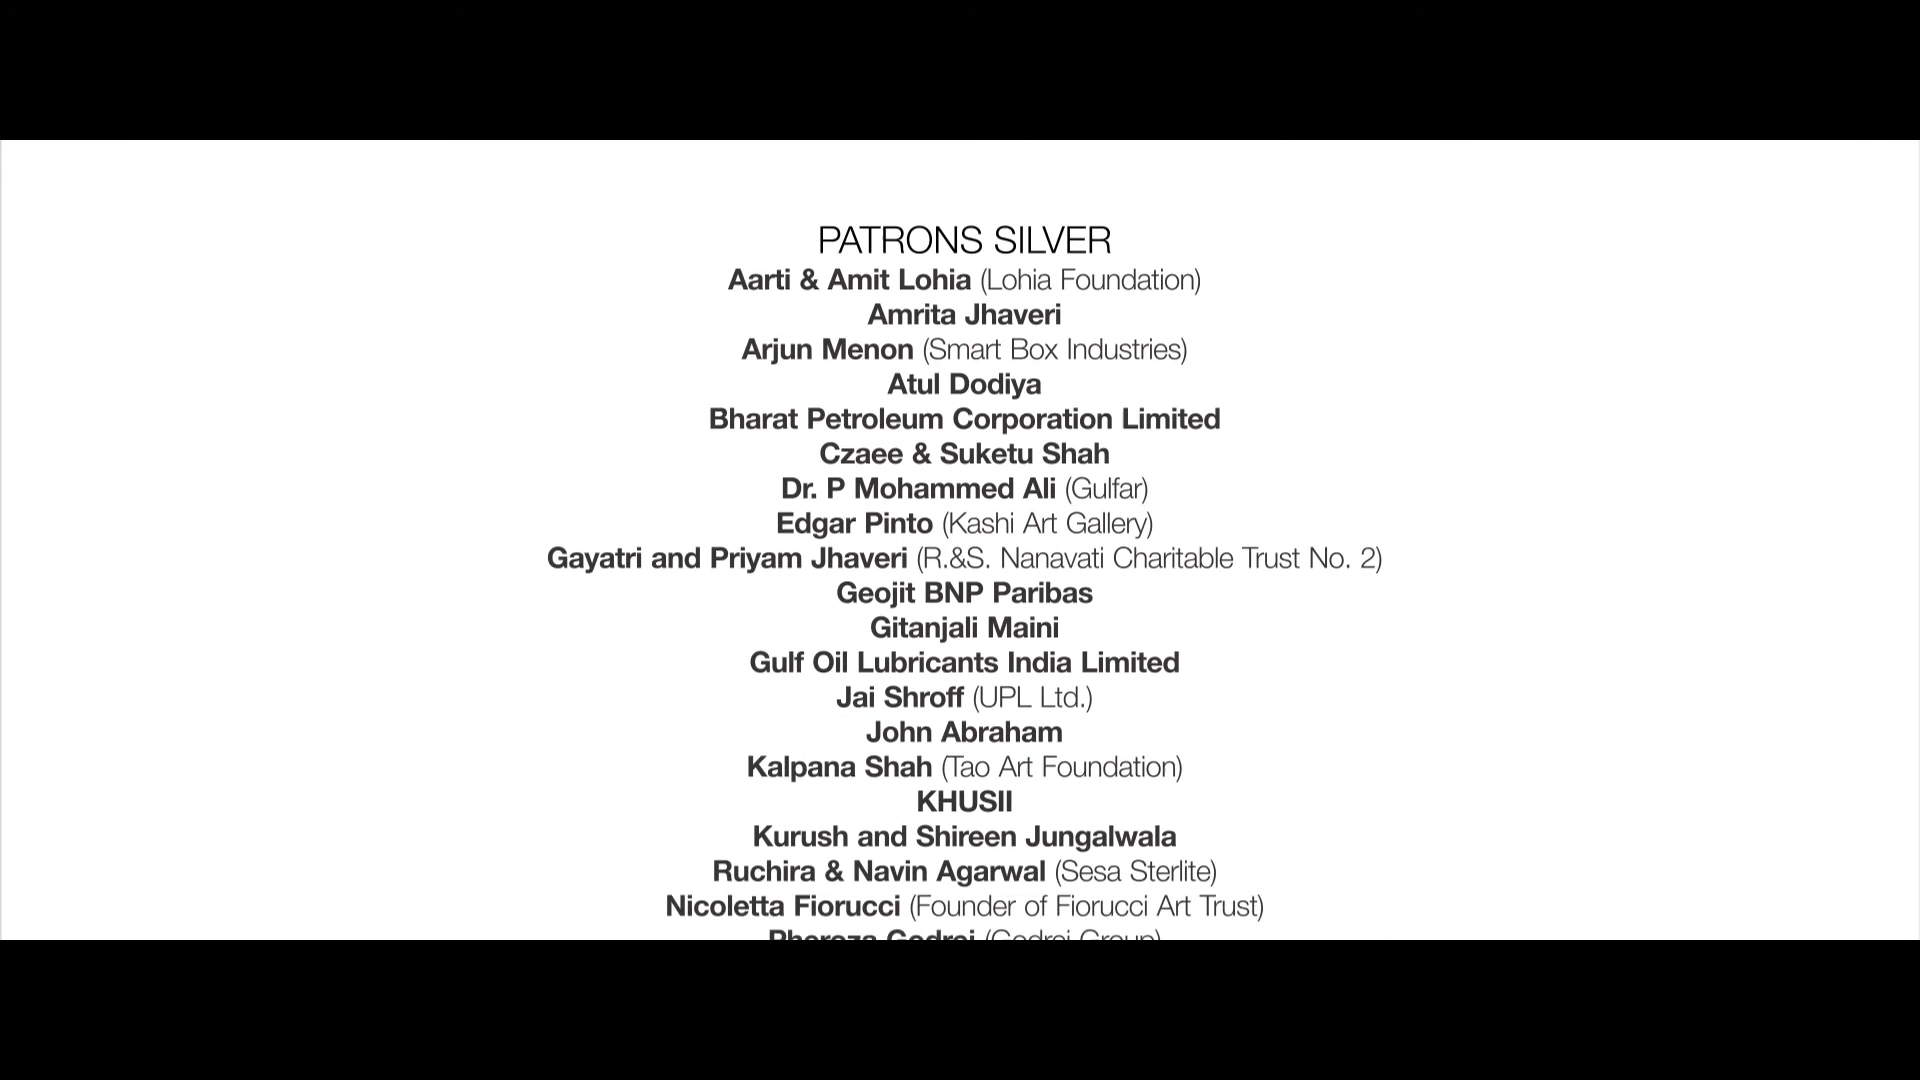 PATRONS SILVER
Aarti & Amit Lohia (Lohia Foundation)
Amrita Jhaveri
Arjun Menon (Smart Box Industries)
Atul Dodiya
Bharat Petroleum Corporation Limited
Czaee & Suketu Shah
Dr. P Mohammed Ali (Gulfar)
Edgar Pinto (Kashi Art Gallery)
Gayatri and Priyam Jhaveri (R.&S. Nanavati Charitable Trust No. 2)
Geojit BNP Paribas
Gitanjali Maini
Gulf Oil Lubricants India Limited
Jai Shroff (UPL Ltd.)
John Abraham
Kalpana Shah (Tao Art Foundation)
KHUSII
Kurush and Shireen Jungalwala
Ruchira & Navin Agarwal (Sesa Sterlite)
Nicoletta Fiorucci (Founder of Fiorucci Art Trust)
Pheroza Godrej (Godrej Group)